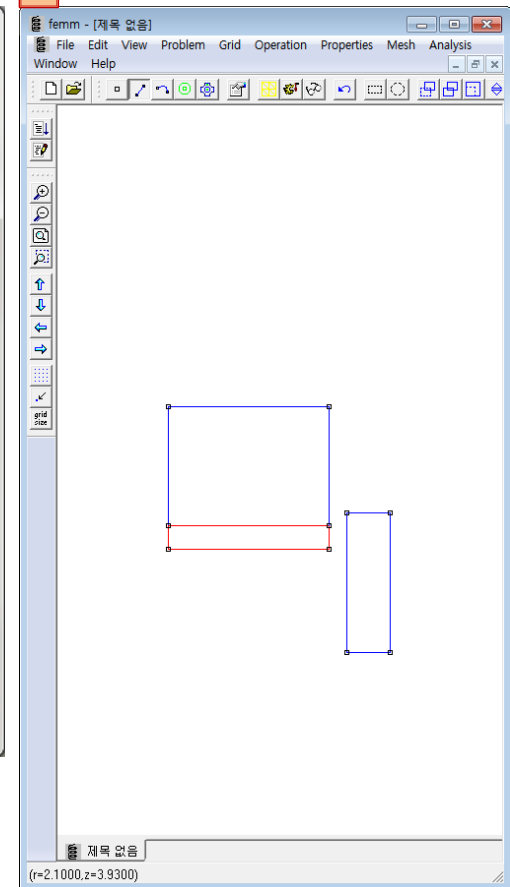 femm - [제목 없음]
File Edit View Problem Grid Operation Properties Mesh Analysis
Window Help
grid
size
제목 없음
(r=2.1000,z=3.9300)